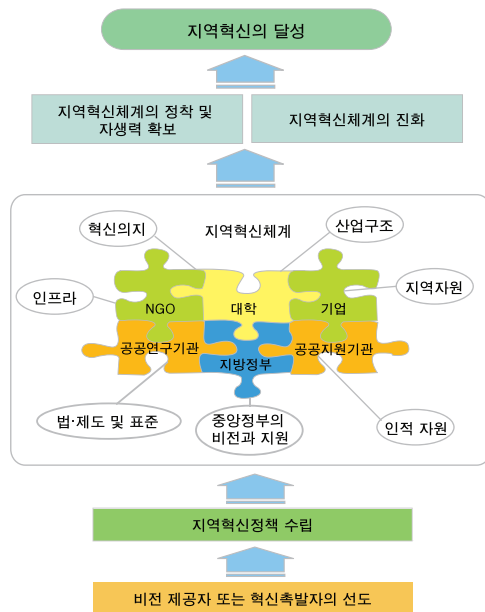 지역혁신의 달성
지역혁신체계의 정착 및
자생력 확보
지역혁신체계의 진화
혁신의지
지역혁신체계
산업구조
인프라
지역자원
NGO
대학
기업
공공연구기관
지방정부
공공지원기관
법·제도 및 표준
중앙정부의
비전과 지원
인적 자원
지역혁신정책 수립
비전 제공자 또는 혁신촉발자의 선도